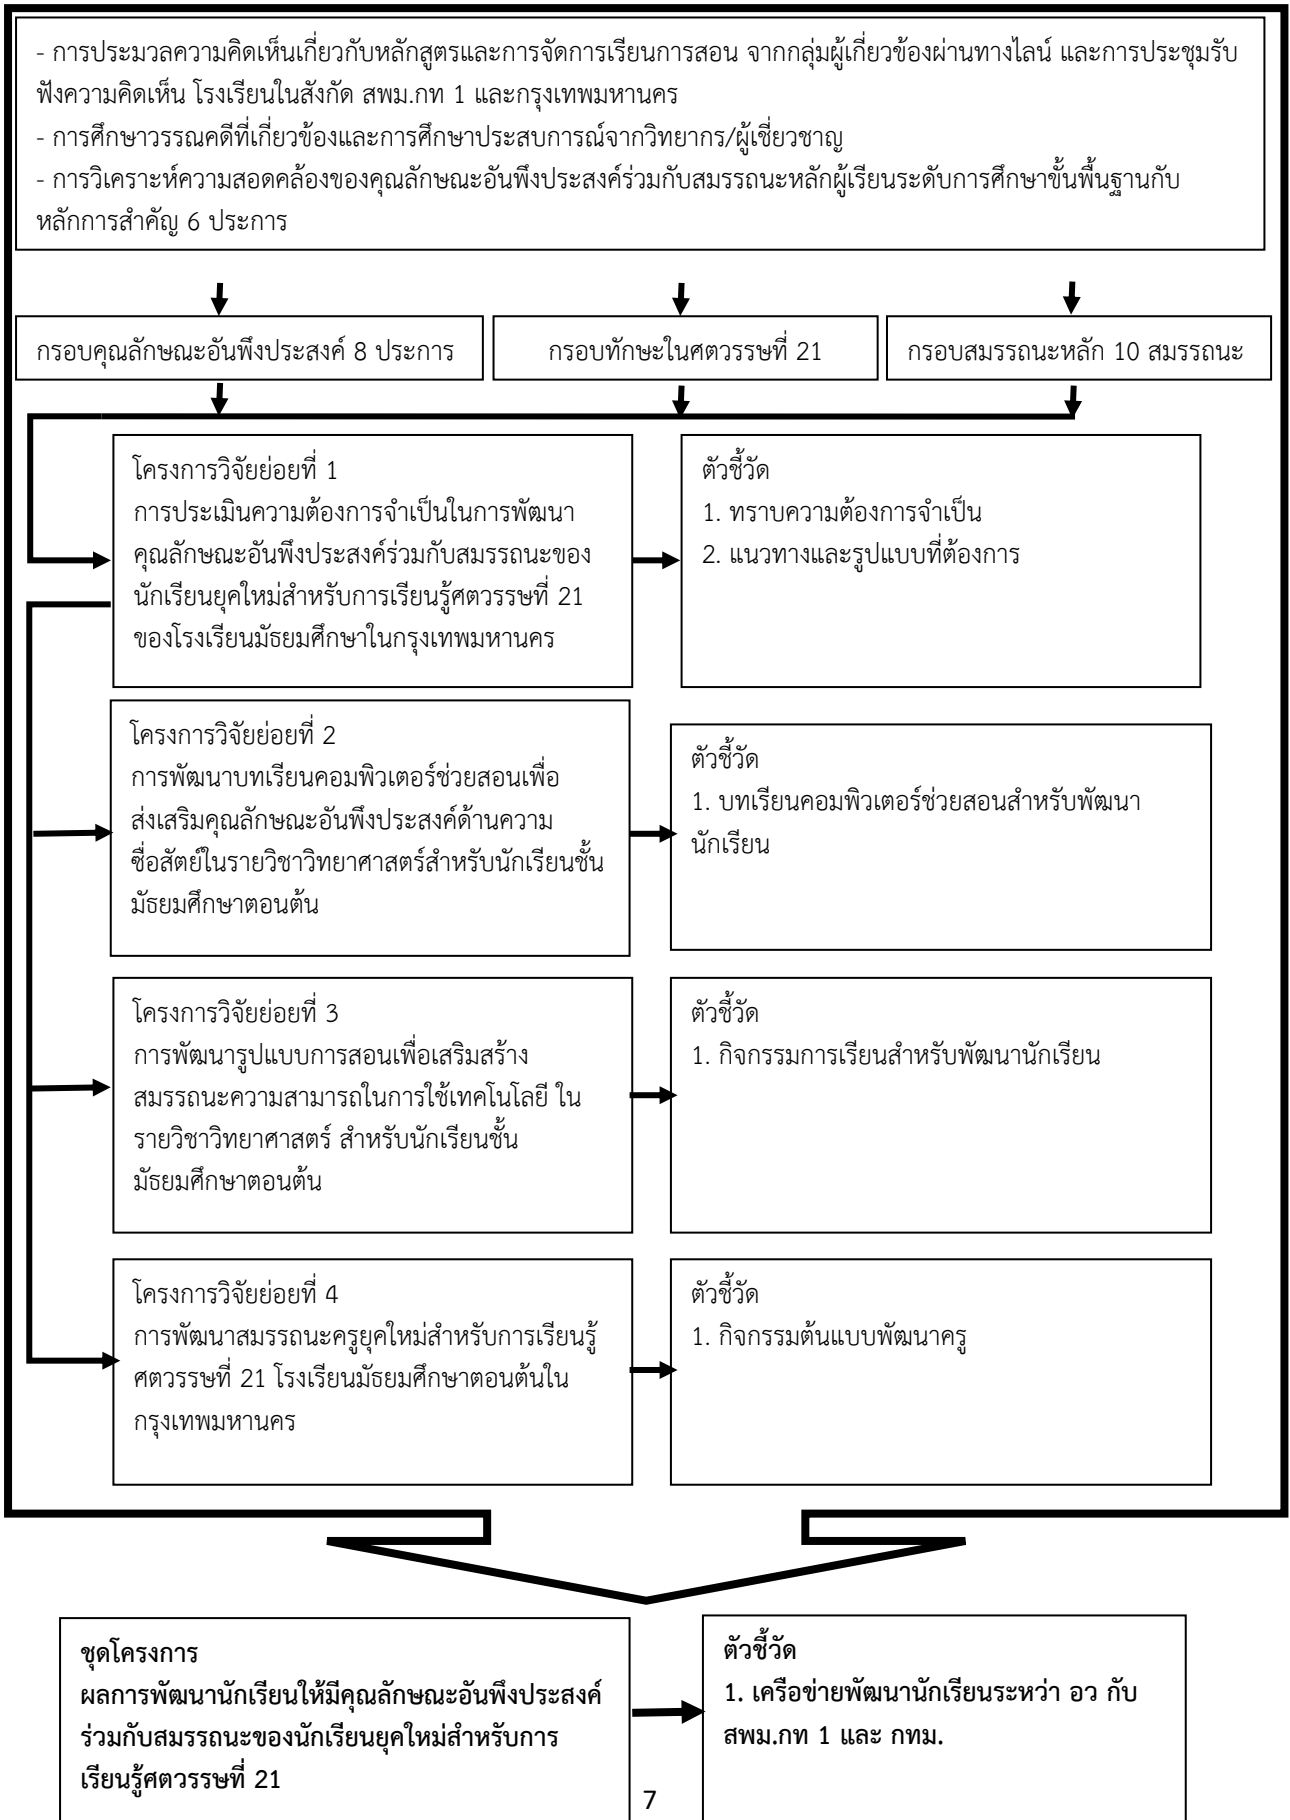 - การประมวลความคิดเห็นเกี่ยวกับหลักสูตรและการจัดการเรียนการสอน จากกลุ่มผู้เกี่ยวข้องผ่านทางไลน์ และการประชุมรับ
ฟังความคิดเห็น โรงเรียนในสังกัด สพม.กท 1 และกรุงเทพมหานคร
- การศึกษาวรรณคดีที่เกี่ยวข้องและการศึกษาประสบการณ์จากวิทยากร/ผู้เชี่ยวชาญ
- การวิเคราะห์ความสอดคล้องของคุณลักษณะอันพึงประสงค์ร่วมกับสมรรถนะหลักผู้เรียนระดับการศึกษาขั้นพื้นฐานกับ
หลักการสำคัญ 6 ประการ
กรอบคุณลักษณะอันพึงประสงค์ 8 ประการ
กรอบทักษะในศตวรรษที่ 21
กรอบสมรรถนะหลัก 10 สมรรถนะ
โครงการวิจัยย่อยที่ 1
การประเมินความต้องการจำเป็นในการพัฒนา
คุณลักษณะอันพึงประสงค์ร่วมกับสมรรถนะของ
นักเรียนยุคใหม่สำหรับการเรียนรู้ศตวรรษที่ 21
ของโรงเรียนมัธยมศึกษาในกรุงเทพมหานคร
ตัวชี้วัด
1. ทราบความต้องการจำเป็น
2. แนวทางและรูปแบบที่ต้องการ
โครงการวิจัยย่อยที่ 2
การพัฒนาบทเรียนคอมพิวเตอร์ช่วยสอนเพื่อ
ส่งเสริมคุณลักษณะอันพึงประสงค์ด้านความ
ซื่อสัตย์ในรายวิชาวิทยาศาสตร์สำหรับนักเรียนชั้น
มัธยมศึกษาตอนต้น
ตัวชี้วัด
1. บทเรียนคอมพิวเตอร์ช่วยสอนสำหรับพัฒนา
นักเรียน
โครงการวิจัยย่อยที่ 3
การพัฒนารูปแบบการสอนเพื่อเสริมสร้าง
สมรรถนะความสามารถในการใช้เทคโนโลยี ใน
รายวิชาวิทยาศาสตร์ สำหรับนักเรียนชั้น
มัธยมศึกษาตอนต้น
ตัวชี้วัด
1. กิจกรรมการเรียนสำหรับพัฒนานักเรียน
โครงการวิจัยย่อยที่ 4
การพัฒนาสมรรถนะครูยุคใหม่สำหรับการเรียนรู้
ศตวรรษที่ 21 โรงเรียนมัธยมศึกษาตอนต้นใน
กรุงเทพมหานคร
ตัวชี้วัด
1. กิจกรรมต้นแบบพัฒนาครู
ชุดโครงการ
ผลการพัฒนานักเรียนให้มีคุณลักษณะอันพึงประสงค์
ร่วมกับสมรรถนะของนักเรียนยุคใหม่สำหรับการ
เรียนรู้ศตวรรษที่ 21
ตัวชี้วัด
1. เครือข่ายพัฒนานักเรียนระหว่า อว กับ
สพม.กท 1 และ กทม.
7